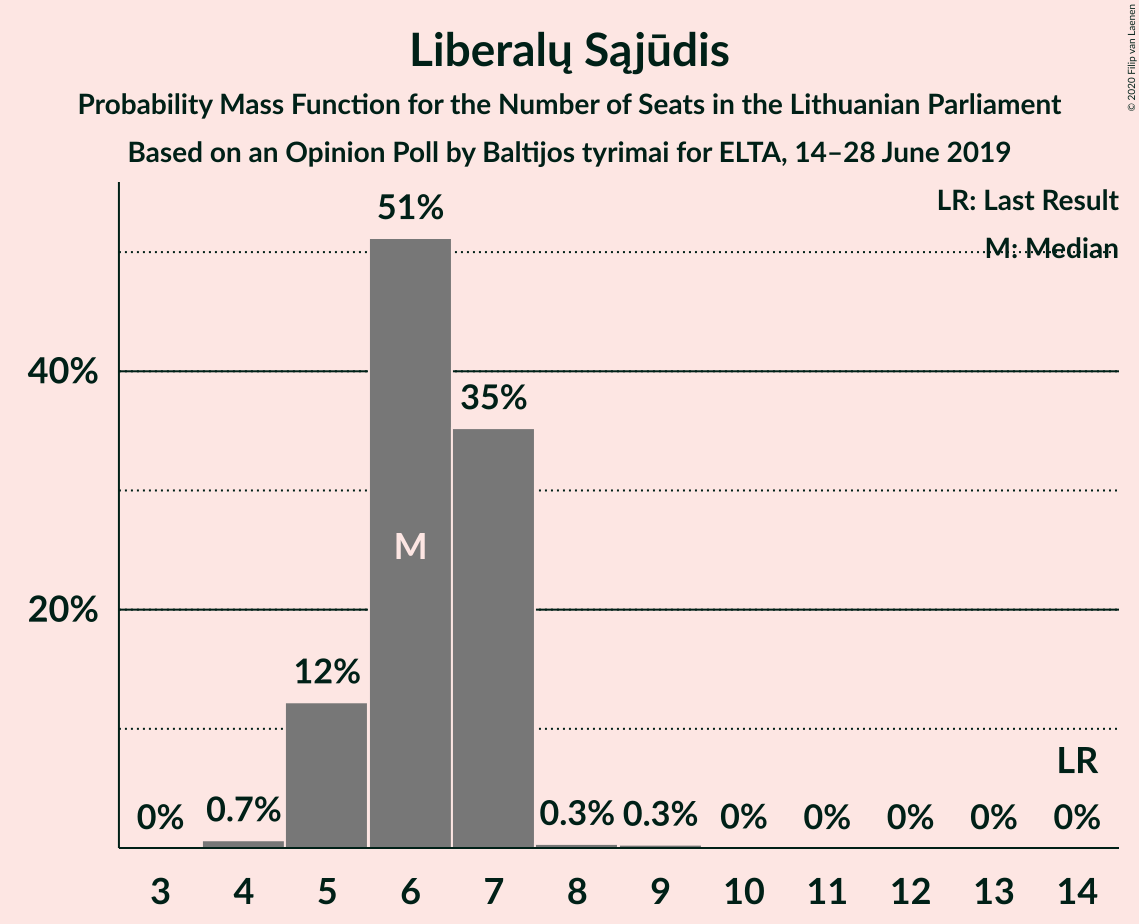 Liberalų Sąjūdis
Probability Mass Function for the Number of Seats in the Lithuanian Parliament
Based on an Opinion Poll by Baltijos tyrimai for ELTA, 14–28 June 2019
© 2020 Filip van Laenen
LR: Last Result
M: Median
51%
40%
35%
M
20%
12%
LR
0%
0.7%
0.3%
0.3%
0%
0%
0%
0%
0%
3 4 5 6 7 8 9 10 11 12 13 14